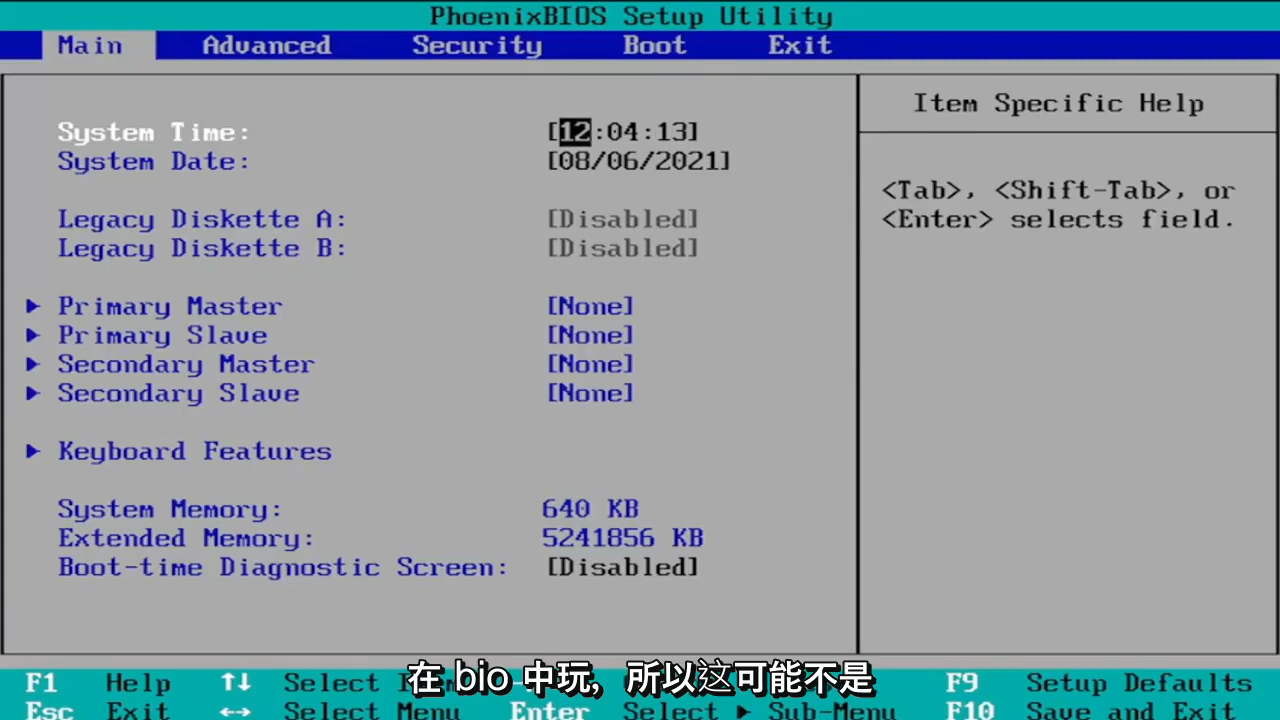 PhoenixBIOS Setup Utility
Main Advanced Security Boot Exit
System Time: [12:04:13]
System Date: [08/06/2021]
Legacy Diskette A: [Disabled]
Legacy Diskette B: [Disabled]
Primary Master [None]
Primary Slave [None]
Secondary Master [None]
Secondary Slave [None]
Keyboard Features
System Memory: 640 KB
Extended Memory: 5241856 KB
Boot-time Diagnostic Screen: [Disabled]
Item Specific Help
<Tab>, <Shift-Tab>, or
<Enter> selects field.
在 bio 中玩, 所以这可能不是
F1 Help ↑↓ Select F9 Setup Defaults
Esc Exit ↔ Select Menu Enter Select ▶ Sub-Menu F10 Save and Exit